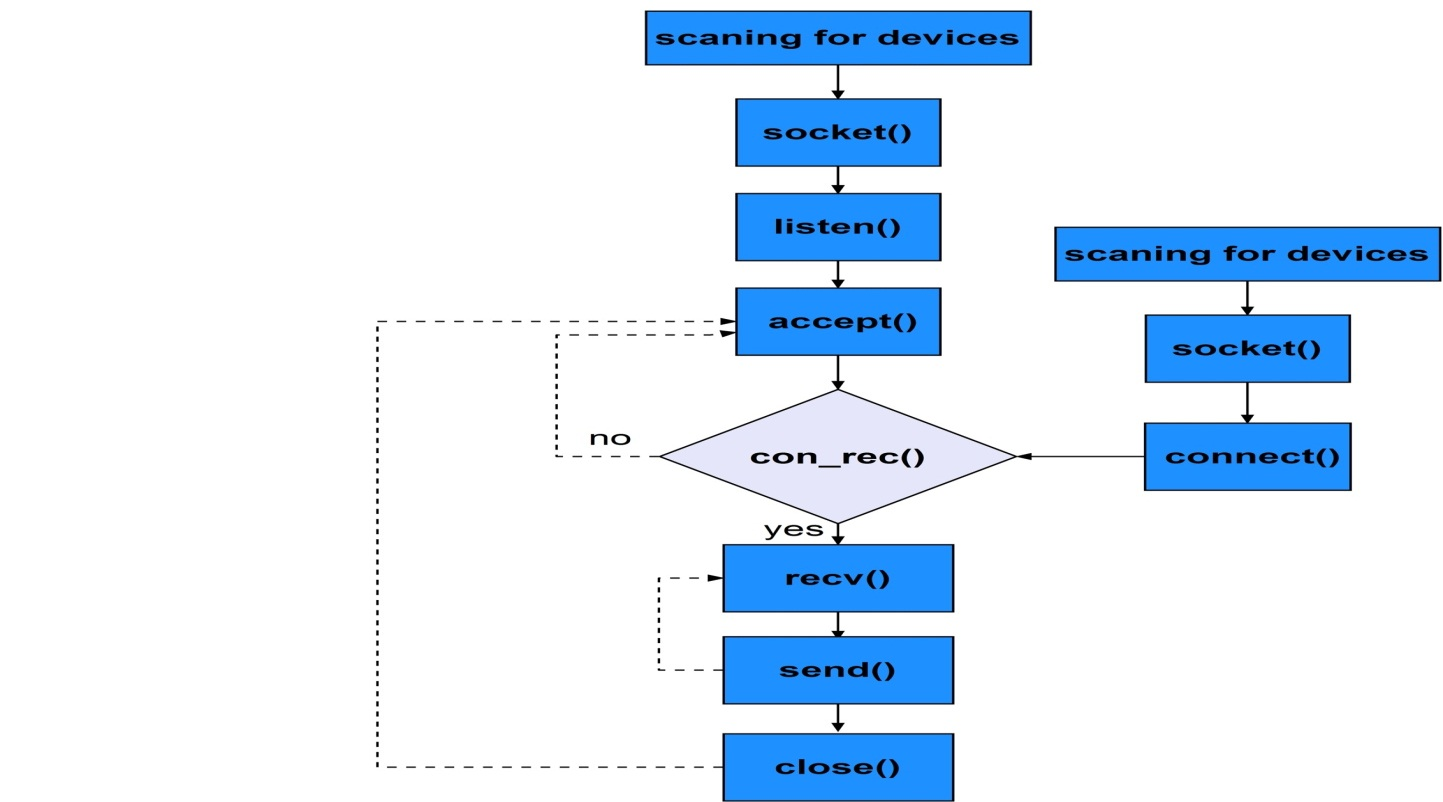 scaning for devices
socket()
listen()
scaning for devices
accept()
socket()
no
con_rec()
connect()
yes
recv()
send()
close()